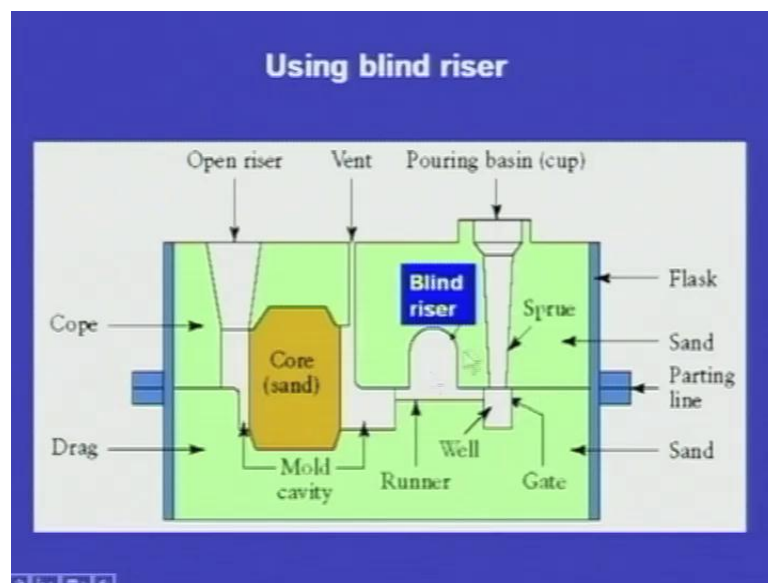 Using blind riser
Open riser
Vent
Pouring basin (cup)
Blind
riser
Flask
Sprue
Cope
Core
(sand)
Sand
Parting
line
Drag
Well
Sand
Mold
cavity
Runner
Gate